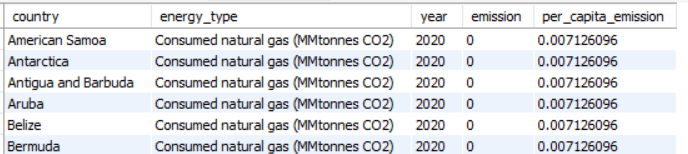 country energy_type year emission per_capita_emission
American Samoa Consumed natural gas (MMtonnes CO2) 2020 0 0.007126096
Antarctica Consumed natural gas (MMtonnes CO2) 2020 0 0.007126096
Antigua and Barbuda Consumed natural gas (MMtonnes CO2) 2020 0 0.007126096
Aruba Consumed natural gas (MMtonnes CO2) 2020 0 0.007126096
Belize Consumed natural gas (MMtonnes CO2) 2020 0 0.007126096
Bermuda Consumed natural gas (MMtonnes CO2) 2020 0 0.007126096